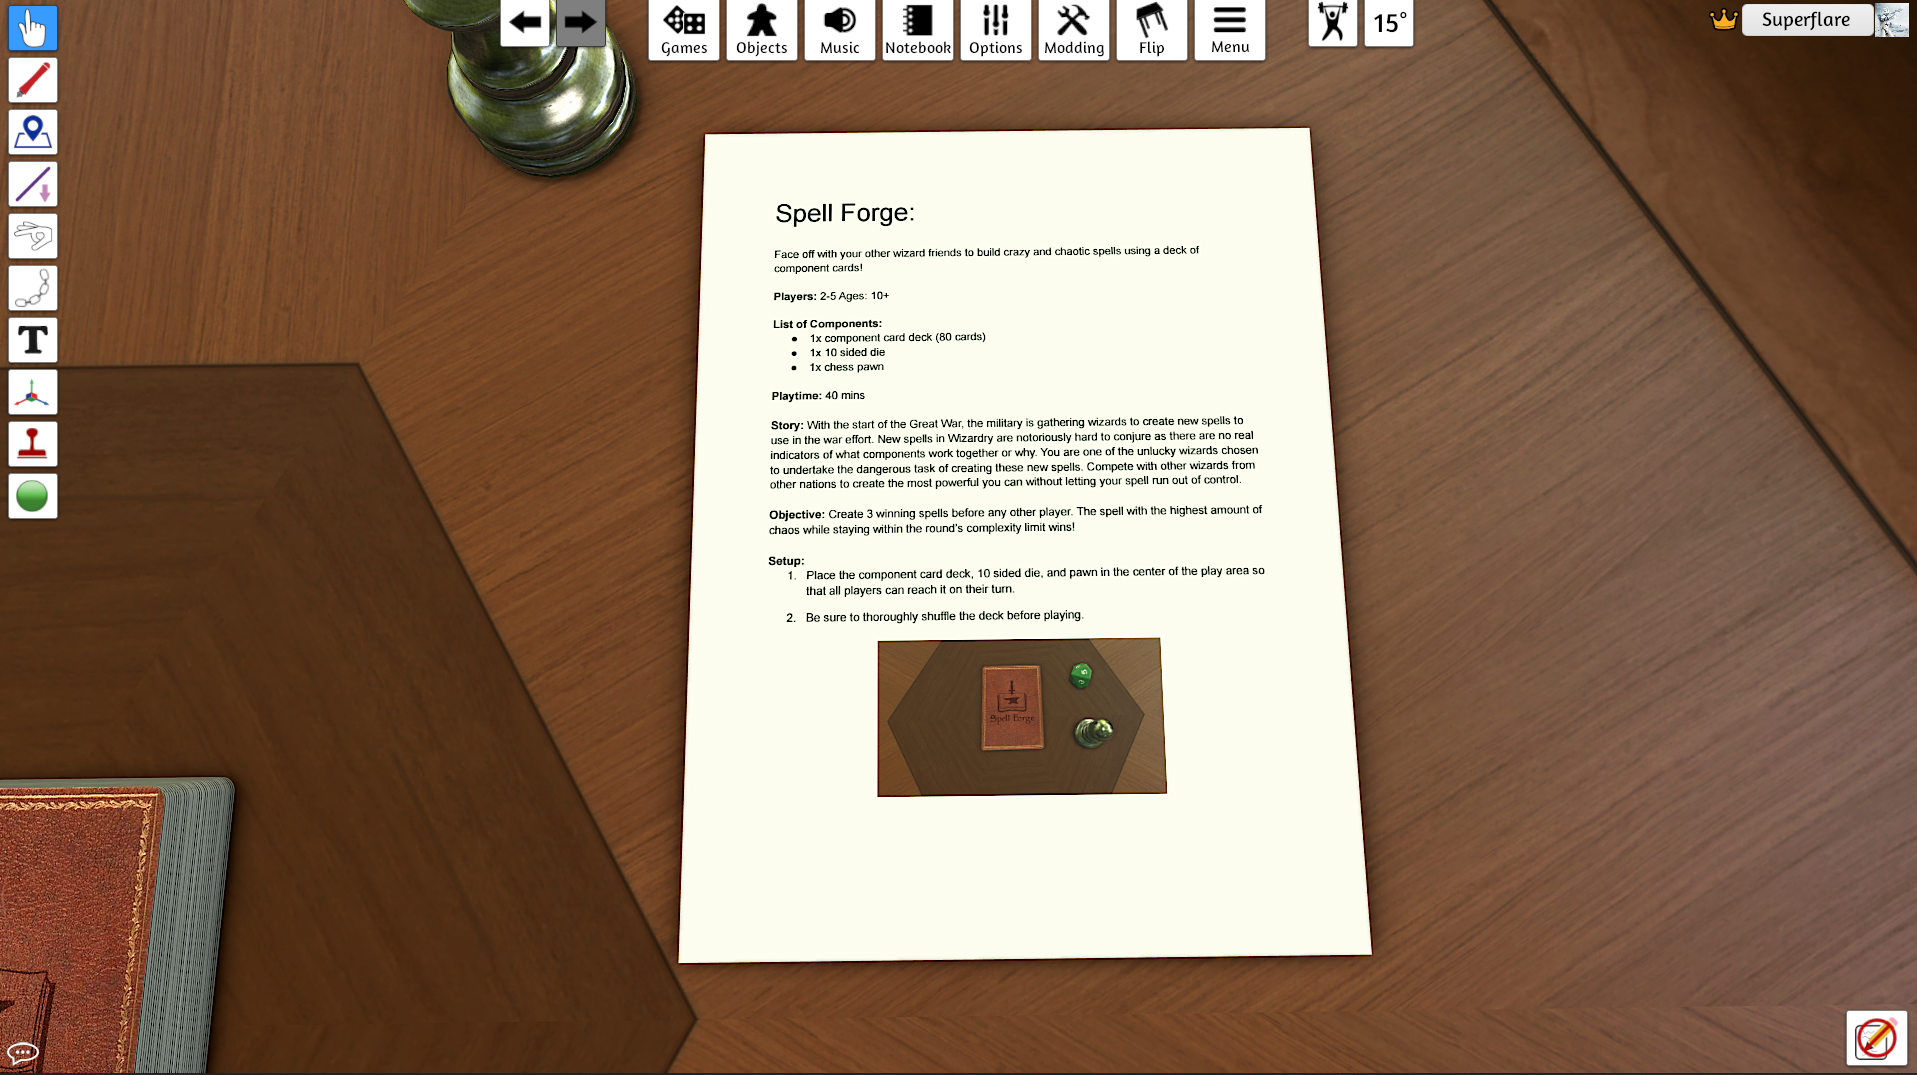 Games
Objects
Music
Notebook
Options
Modding
Flip
Menu
15°
Superflare
T
Spell Forge:
Face off with your other wizard friends to build crazy and chaotic spells using a deck of
component cards!
Players: 2-5 Ages: 10+
List of Components:
● 1x component card deck (80 cards)
● 1x 10 sided die
● 1x chess pawn
Playtime: 40 mins
Story: With the start of the Great War, the military is gathering wizards to create new spells to
use in the war effort. New spells in Wizardry are notoriously hard to conjure as there are no real
indicators of what components work together or why. You are one of the unlucky wizards chosen
to undertake the dangerous task of creating these new spells. Compete with other wizards from
other nations to create the most powerful you can without letting your spell run out of control.
Objective: Create 3 winning spells before any other player. The spell with the highest amount of
chaos while staying within the round's complexity limit wins!
Setup:
1. Place the component card deck, 10 sided die, and pawn in the center of the play area so
that all players can reach it on their turn.
2. Be sure to thoroughly shuffle the deck before playing.
Spell Forge